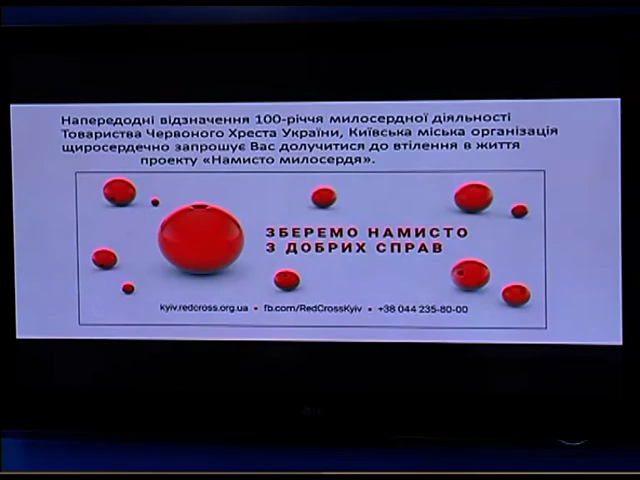 Напередодні відзначення 100-річчя милосердної діяльності
Товариства Червоного Хреста України, Київська міська організація
щиросердечно запрошує Вас долучитися до втілення в життя
проекту «Намисто милосердя».
ЗБЕРЕМО НАМИСТО
З ДОБРИХ СПРАВ
kyiv.redcross.org.ua • fb.com/RedCrossKyiv • +38 044 235-80-00